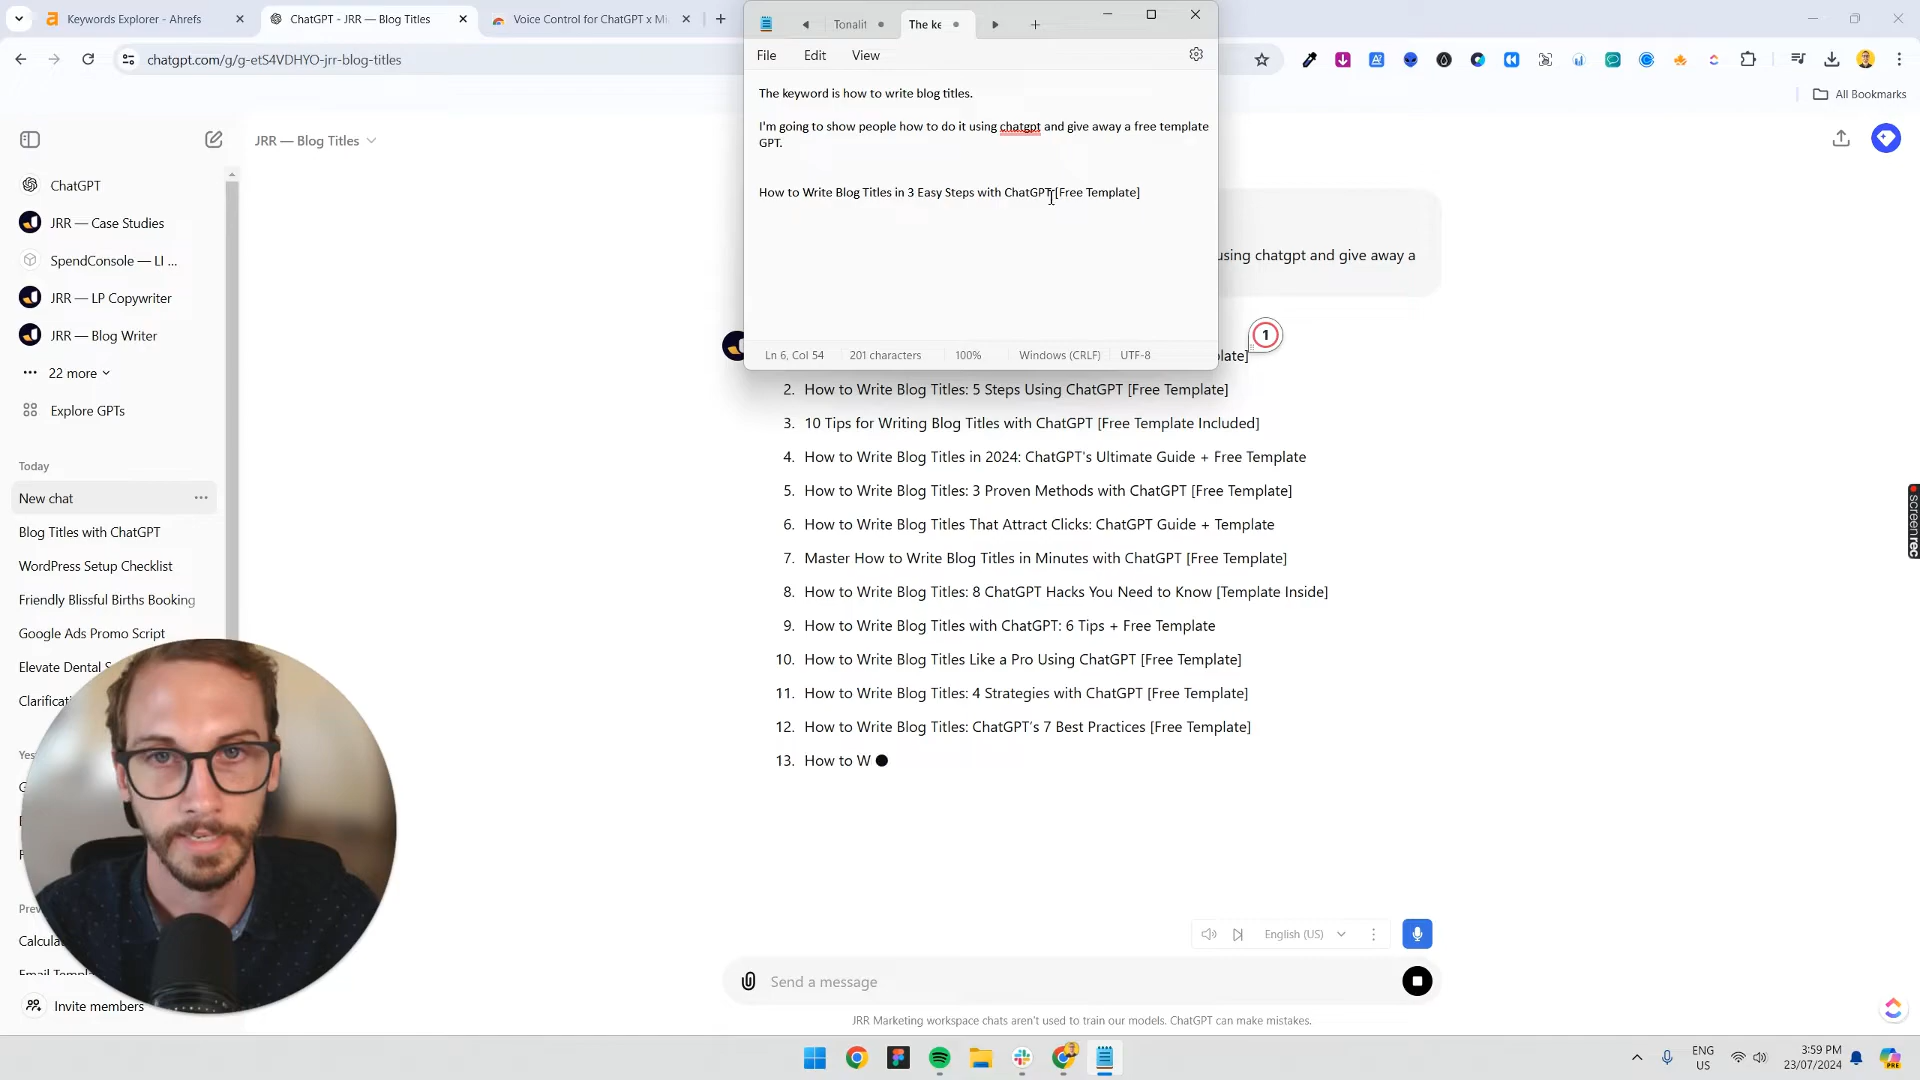 Keywords Explorer - Ahrefs
ChatGPT - JRR — Blog Titles
Voice Control for ChatGPT x Mi
chatgpt.com/g/g-etS4VDHYO-jrr-blog-titles
All Bookmarks
Tonalit
The ke
File
Edit
View
The keyword is how to write blog titles.
I'm going to show people how to do it using chatgpt and give away a free template
GPT.
How to Write Blog Titles in 3 Easy Steps with ChatGPT [Free Template]
Ln 6, Col 54
201 characters
100%
Windows (CRLF)
UTF-8
JRR — Blog Titles
ChatGPT
JRR — Case Studies
SpendConsole — LI ...
JRR — LP Copywriter
JRR — Blog Writer
22 more
Explore GPTs
Today
New chat
Blog Titles with ChatGPT
WordPress Setup Checklist
Friendly Blissful Births Booking
Google Ads Promo Script
Elevate Dental S
Clarificati
Yes
Prev
Calcula
Email Templa
Invite members
using chatgpt and give away a
1
plate]
2. How to Write Blog Titles: 5 Steps Using ChatGPT [Free Template]
3. 10 Tips for Writing Blog Titles with ChatGPT [Free Template Included]
4. How to Write Blog Titles in 2024: ChatGPT's Ultimate Guide + Free Template
5. How to Write Blog Titles: 3 Proven Methods with ChatGPT [Free Template]
6. How to Write Blog Titles That Attract Clicks: ChatGPT Guide + Template
7. Master How to Write Blog Titles in Minutes with ChatGPT [Free Template]
8. How to Write Blog Titles: 8 ChatGPT Hacks You Need to Know [Template Inside]
9. How to Write Blog Titles with ChatGPT: 6 Tips + Free Template
10. How to Write Blog Titles Like a Pro Using ChatGPT [Free Template]
11. How to Write Blog Titles: 4 Strategies with ChatGPT [Free Template]
12. How to Write Blog Titles: ChatGPT's 7 Best Practices [Free Template]
13. How to W
English (US)
Send a message
JRR Marketing workspace chats aren't used to train our models. ChatGPT can make mistakes.
screenrec
ENG
US
3:59 PM
23/07/2024